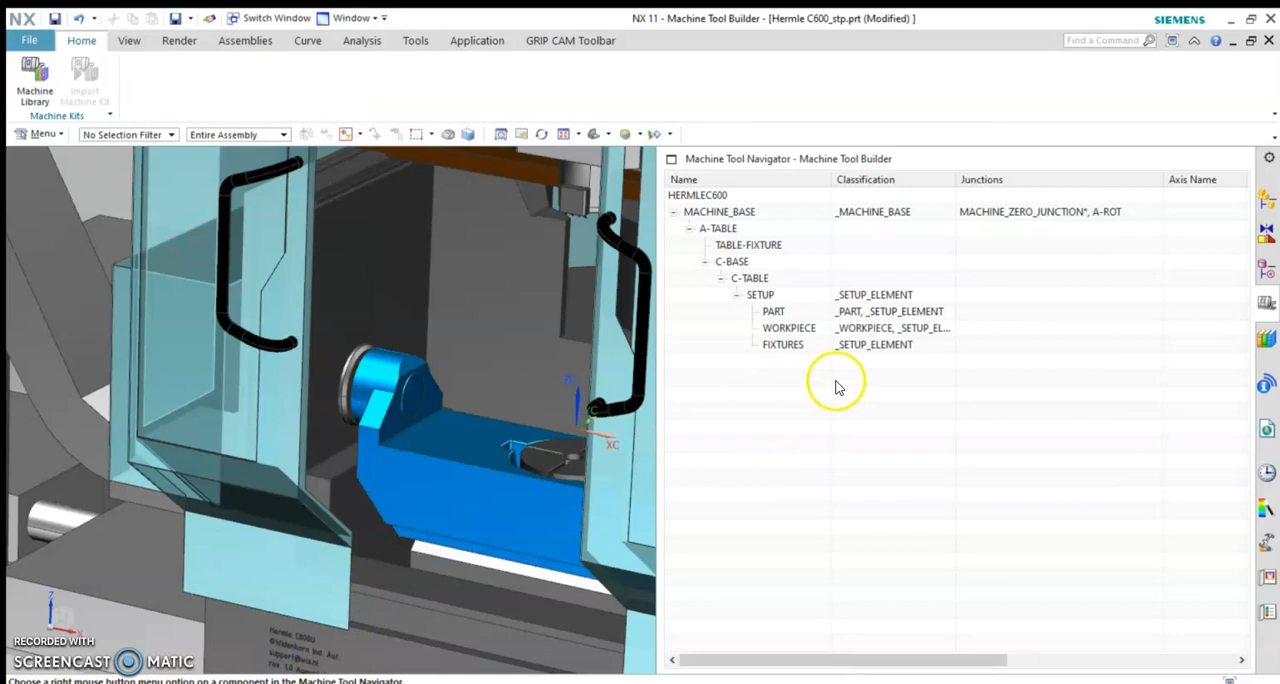 NX Switch Window Window NX 11 - Machine Tool Builder - [Hermle C600_stp.prt (Modified) ] SIEMENS
File Home View Render Assemblies Curve Analysis Tools Application GRIP CAM Toolbar Find a Command
Machine Library
Import Machine Kit
Machine Kits
Menu No Selection Filter Entire Assembly
Machine Tool Navigator - Machine Tool Builder
Name Classification Junctions Axis Name
HERMLEC600
MACHINE_BASE _MACHINE_BASE MACHINE_ZERO_JUNCTION*, A-ROT
A-TABLE
TABLE-FIXTURE
C-BASE
C-TABLE
SETUP _SETUP_ELEMENT
PART _PART, _SETUP_ELEMENT
WORKPIECE _WORKPIECE, _SETUP_EL...
FIXTURES _SETUP_ELEMENT
ZC
YC
XC
Z
X
RECORDED WITH
SCREENCAST MATIC
Choose a right mouse button menu option on a component in the Machine Tool Navigator.